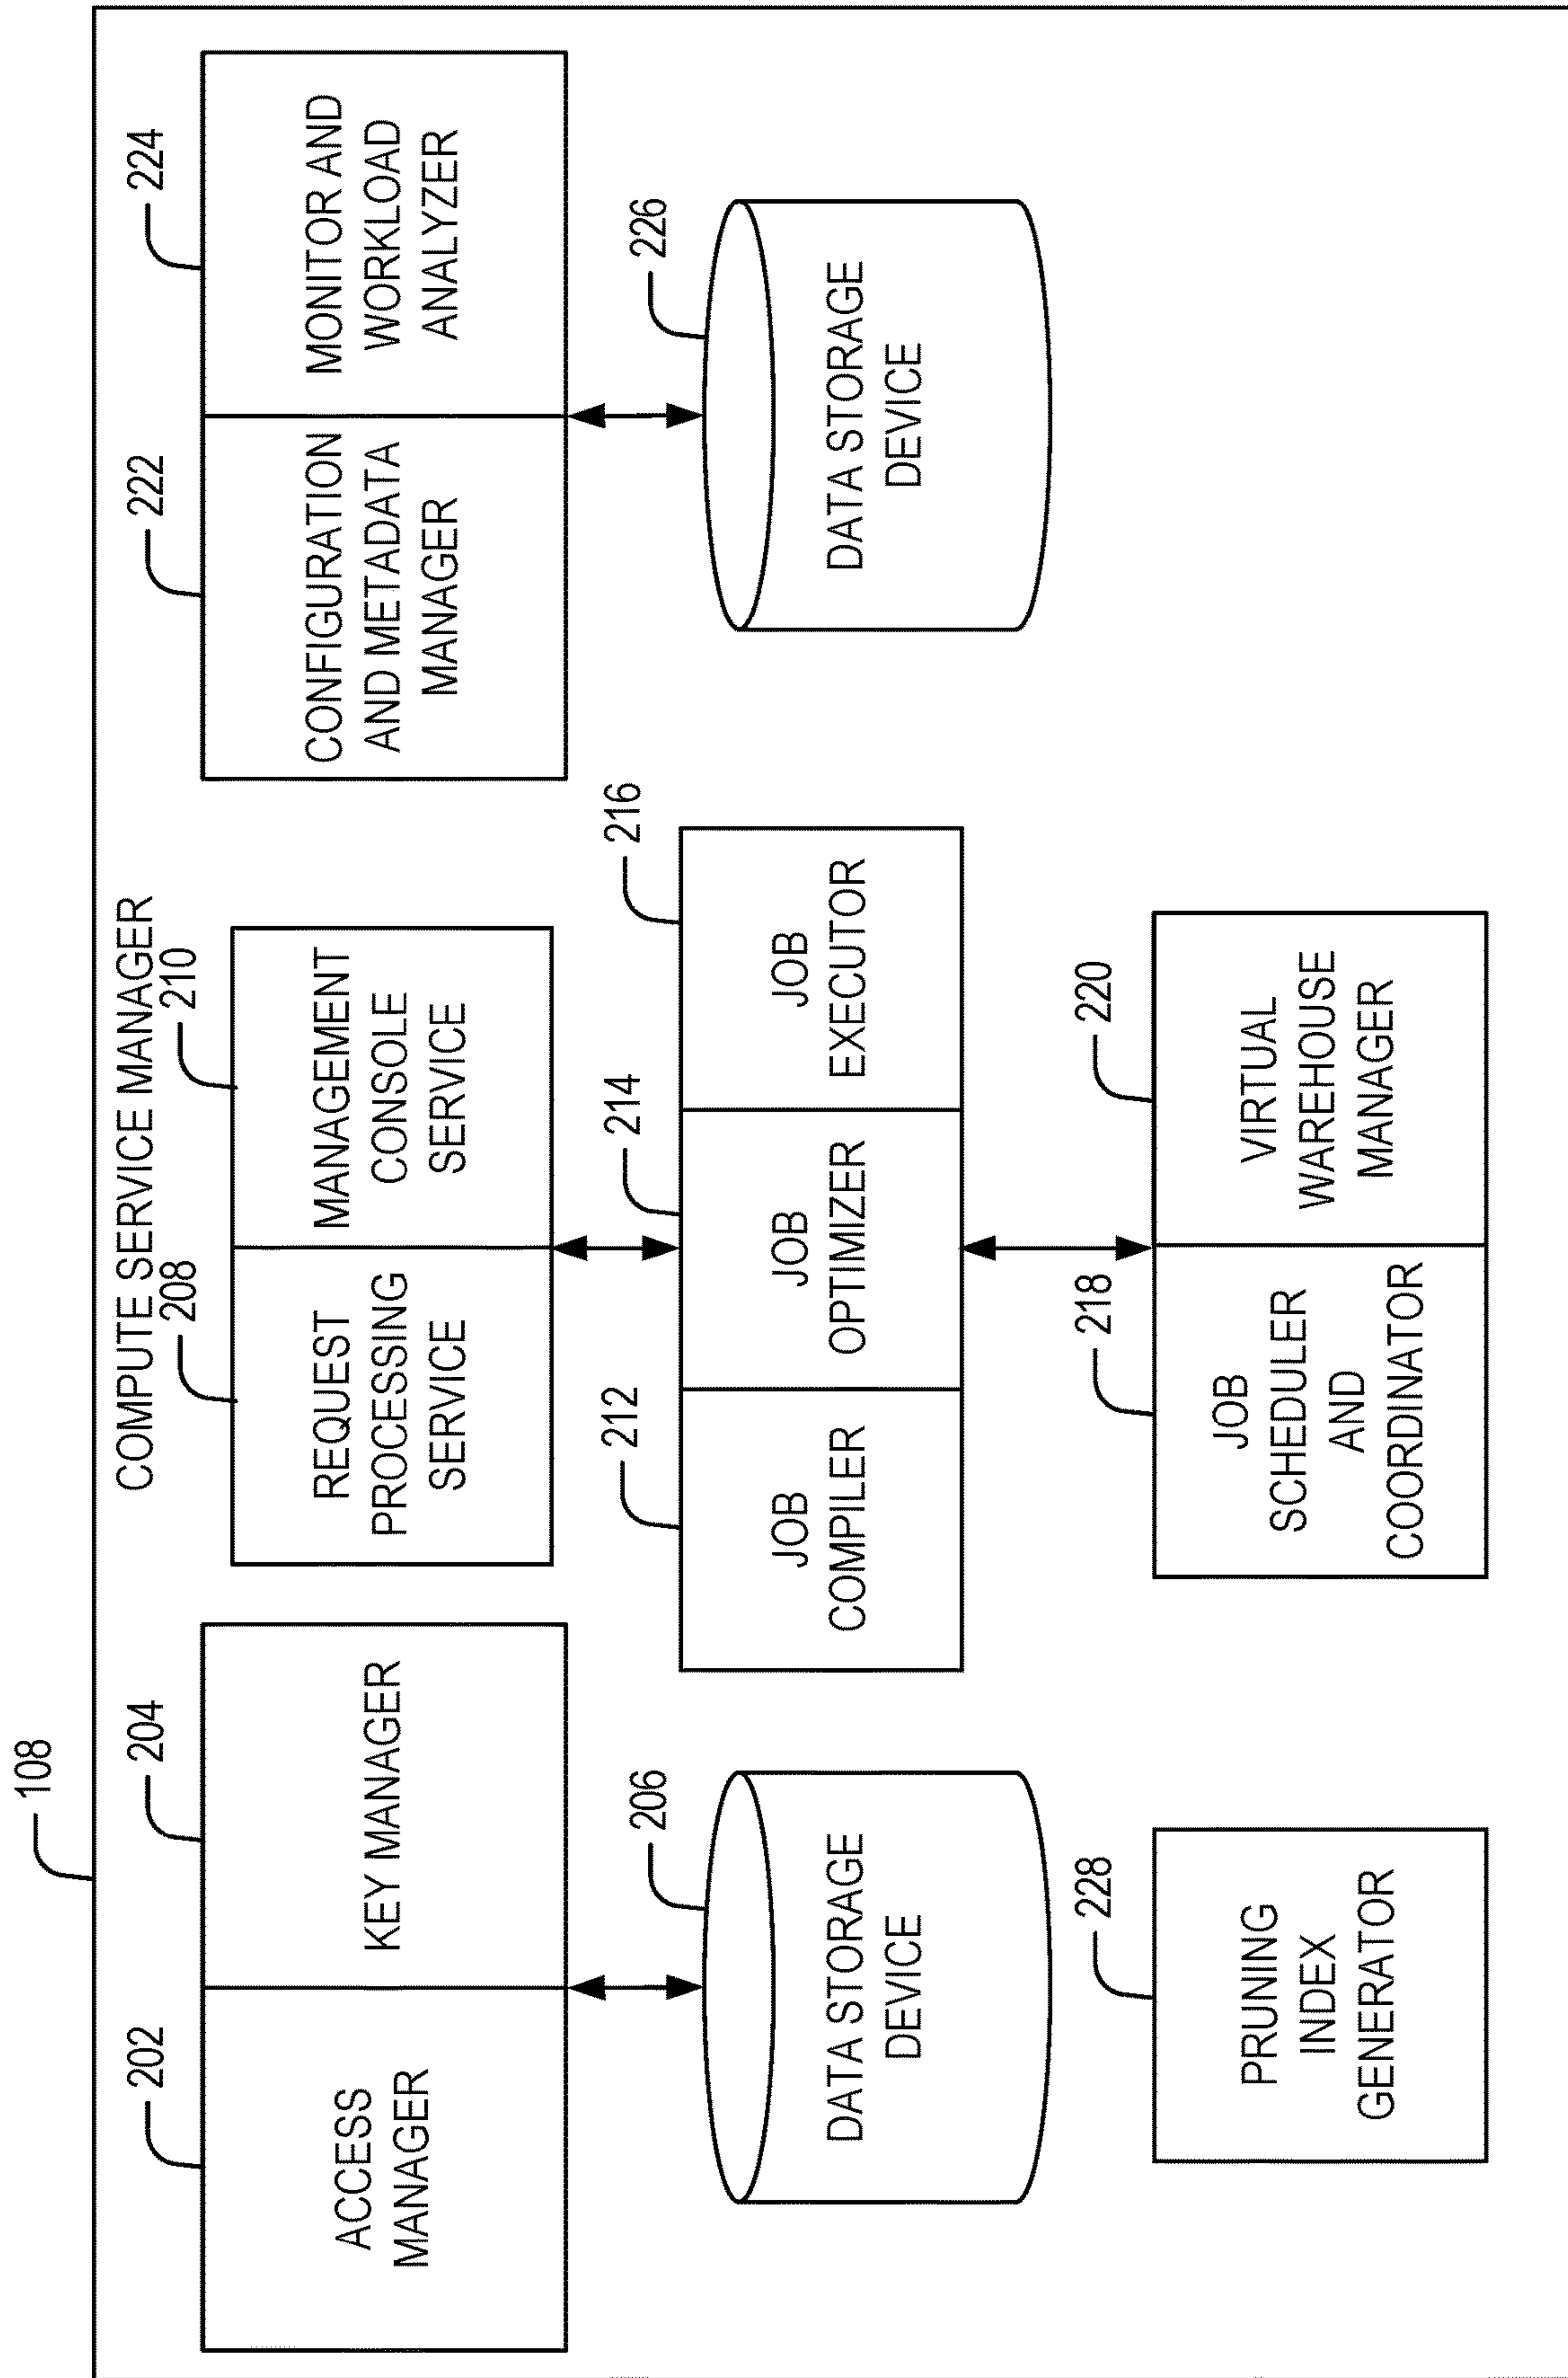 108
COMPUTE SERVICE MANAGER
202
204
ACCESS
MANAGER
KEY MANAGER
206
DATA STORAGE
DEVICE
228
PRUNING
INDEX
GENERATOR
208
210
REQUEST
PROCESSING
SERVICE
MANAGEMENT
CONSOLE
SERVICE
212
214
216
JOB
COMPILER
JOB
OPTIMIZER
JOB
EXECUTOR
218
220
JOB
SCHEDULER
AND
COORDINATOR
VIRTUAL
WAREHOUSE
MANAGER
222
224
CONFIGURATION
AND METADATA
MANAGER
MONITOR AND
WORKLOAD
ANALYZER
226
DATA STORAGE
DEVICE